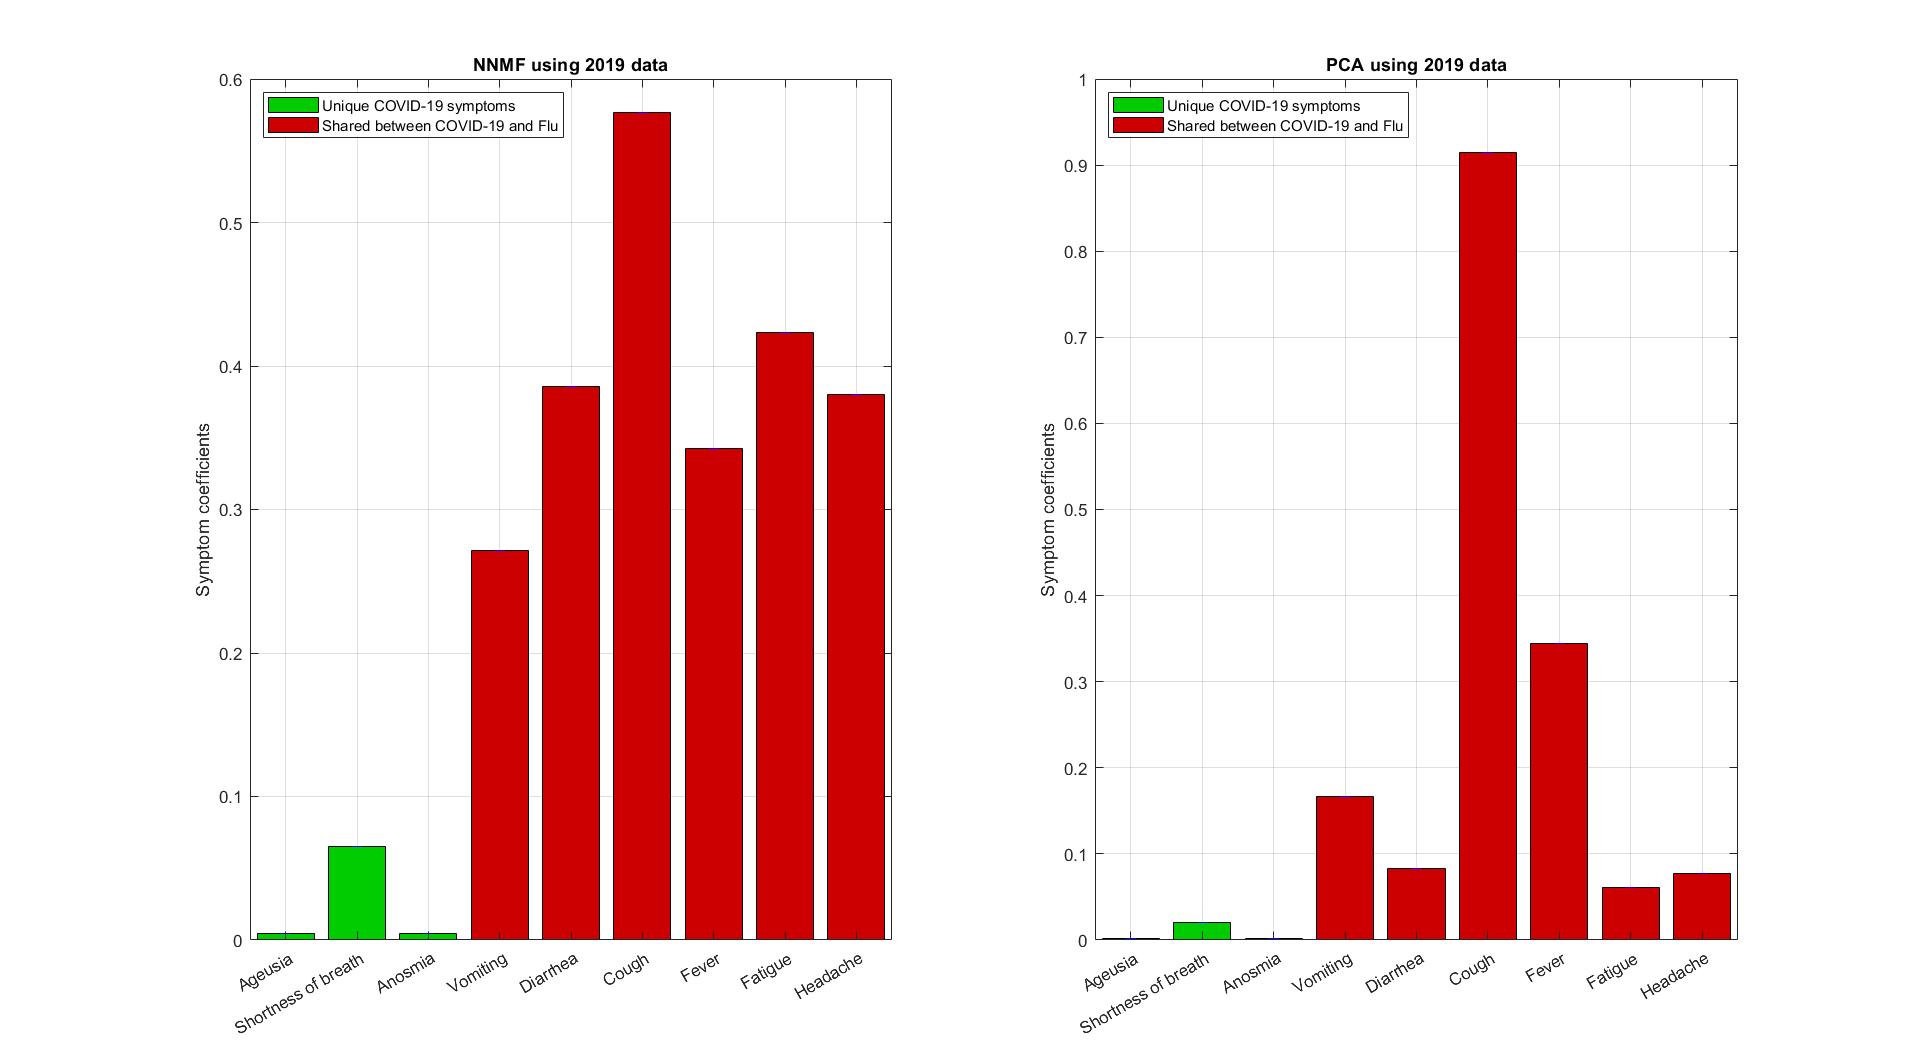 NNMF using 2019 data
Unique COVID-19 symptoms
Shared between COVID-19 and Flu
0.6
0.5
0.4
0.3
0.2
0.1
0
Symptom coefficients
Ageusia
Shortness of breath
Anosmia
Vomiting
Diarrhea
Cough
Fever
Fatigue
Headache
PCA using 2019 data
Unique COVID-19 symptoms
Shared between COVID-19 and Flu
1
0.9
0.8
0.7
0.6
0.5
0.4
0.3
0.2
0.1
0
Symptom coefficients
Ageusia
Shortness of breath
Anosmia
Vomiting
Diarrhea
Cough
Fever
Fatigue
Headache